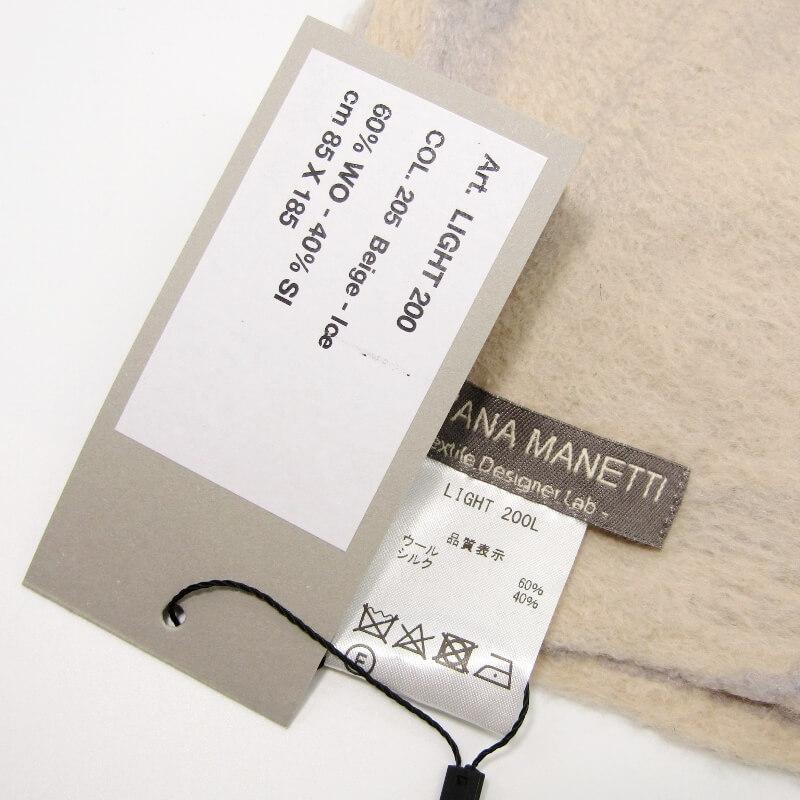 Art. LIGHT 200
COL. 205 Beige - Ice
60% WO - 40% SI
cm 85 X 185
ANA MANETTI
extile Designer Lab -
LIGHT 200L
品質表示
ウール 60%
シルク 40%